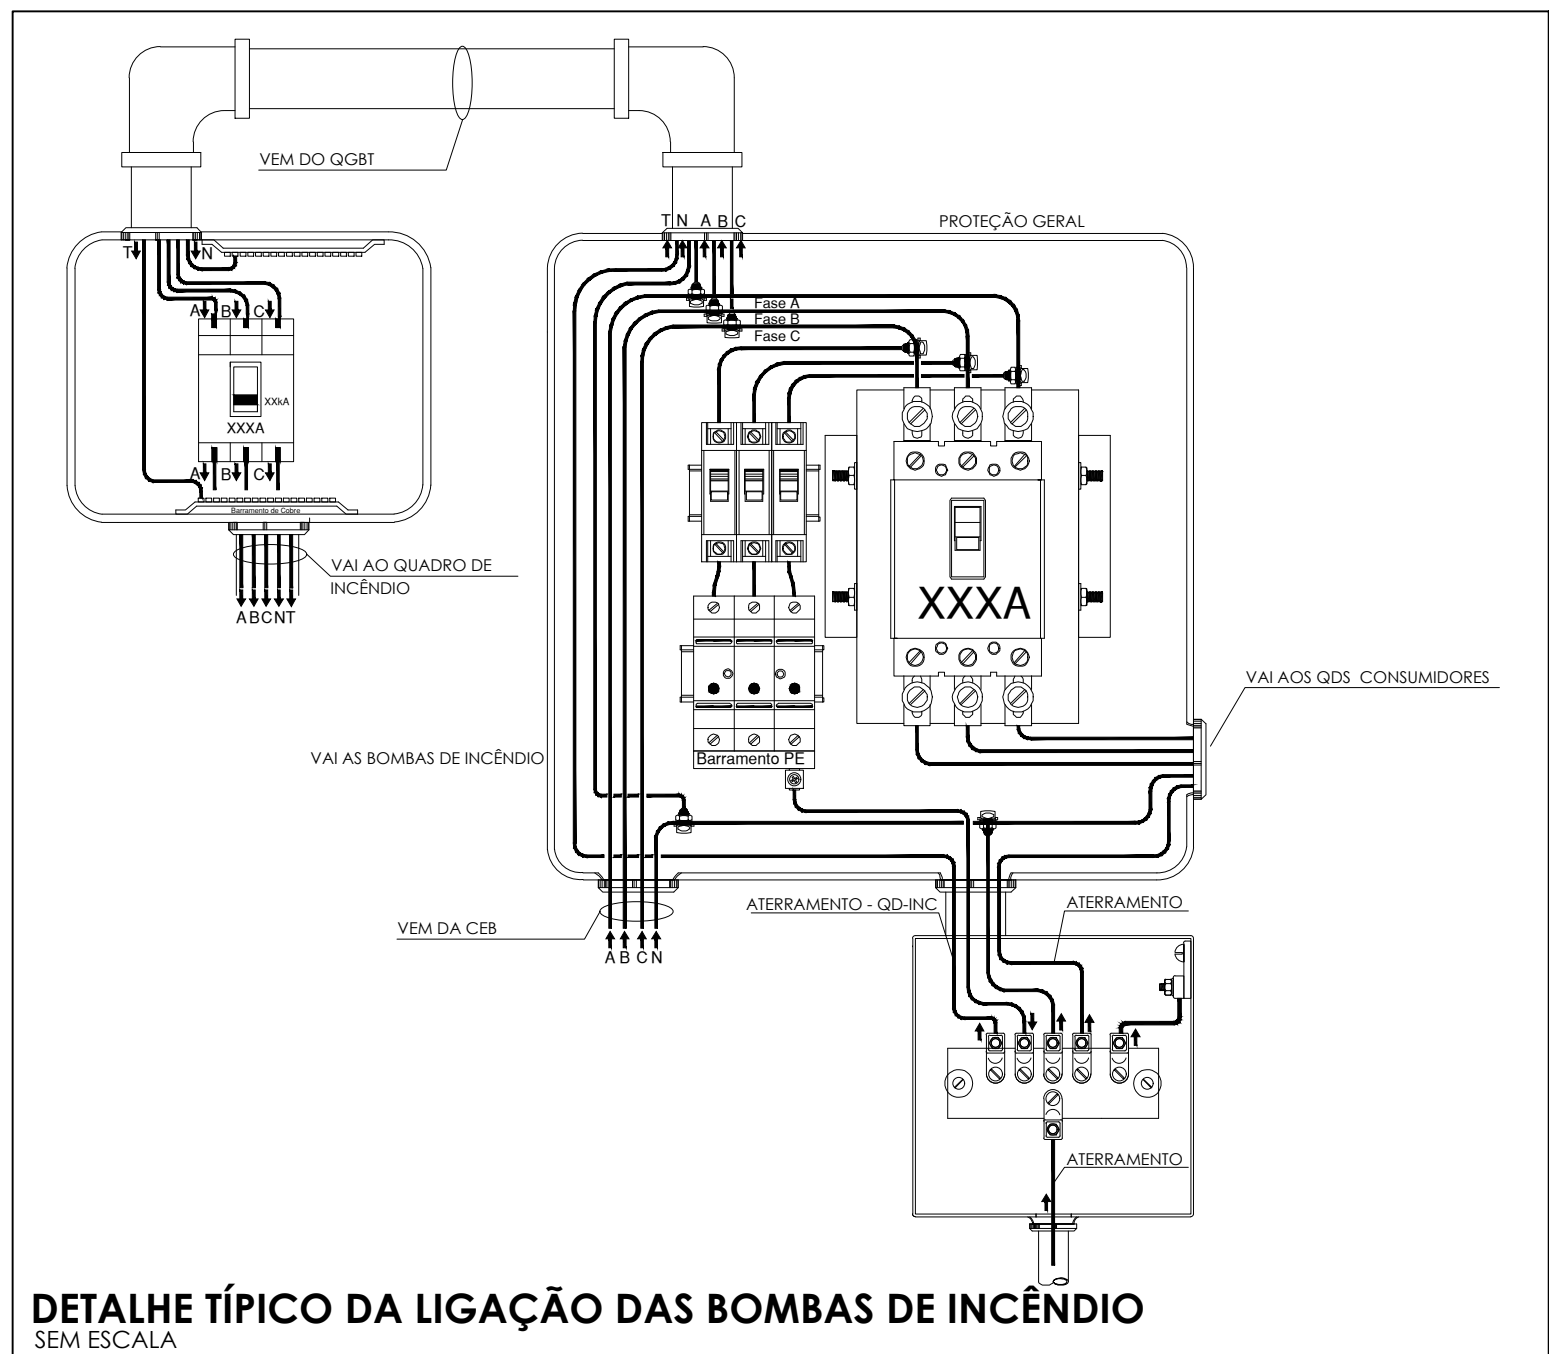 VEM DO QGBT
T N A B C
PROTEÇÃO GERAL
T N
Fase A
Fase B
Fase C
A B C
XXkA
XXXA
A B C
Barramento de Cobre
VAI AO QUADRO DE
INCÊNDIO
ABCNT
XXXA
VAI AOS QDS CONSUMIDORES
VAI AS BOMBAS DE INCÊNDIO
Barramento PE
ATERRAMENTO - QD-INC
ATERRAMENTO
VEM DA CEB
A B C N
ATERRAMENTO
DETALHE TÍPICO DA LIGAÇÃO DAS BOMBAS DE INCÊNDIO
SEM ESCALA